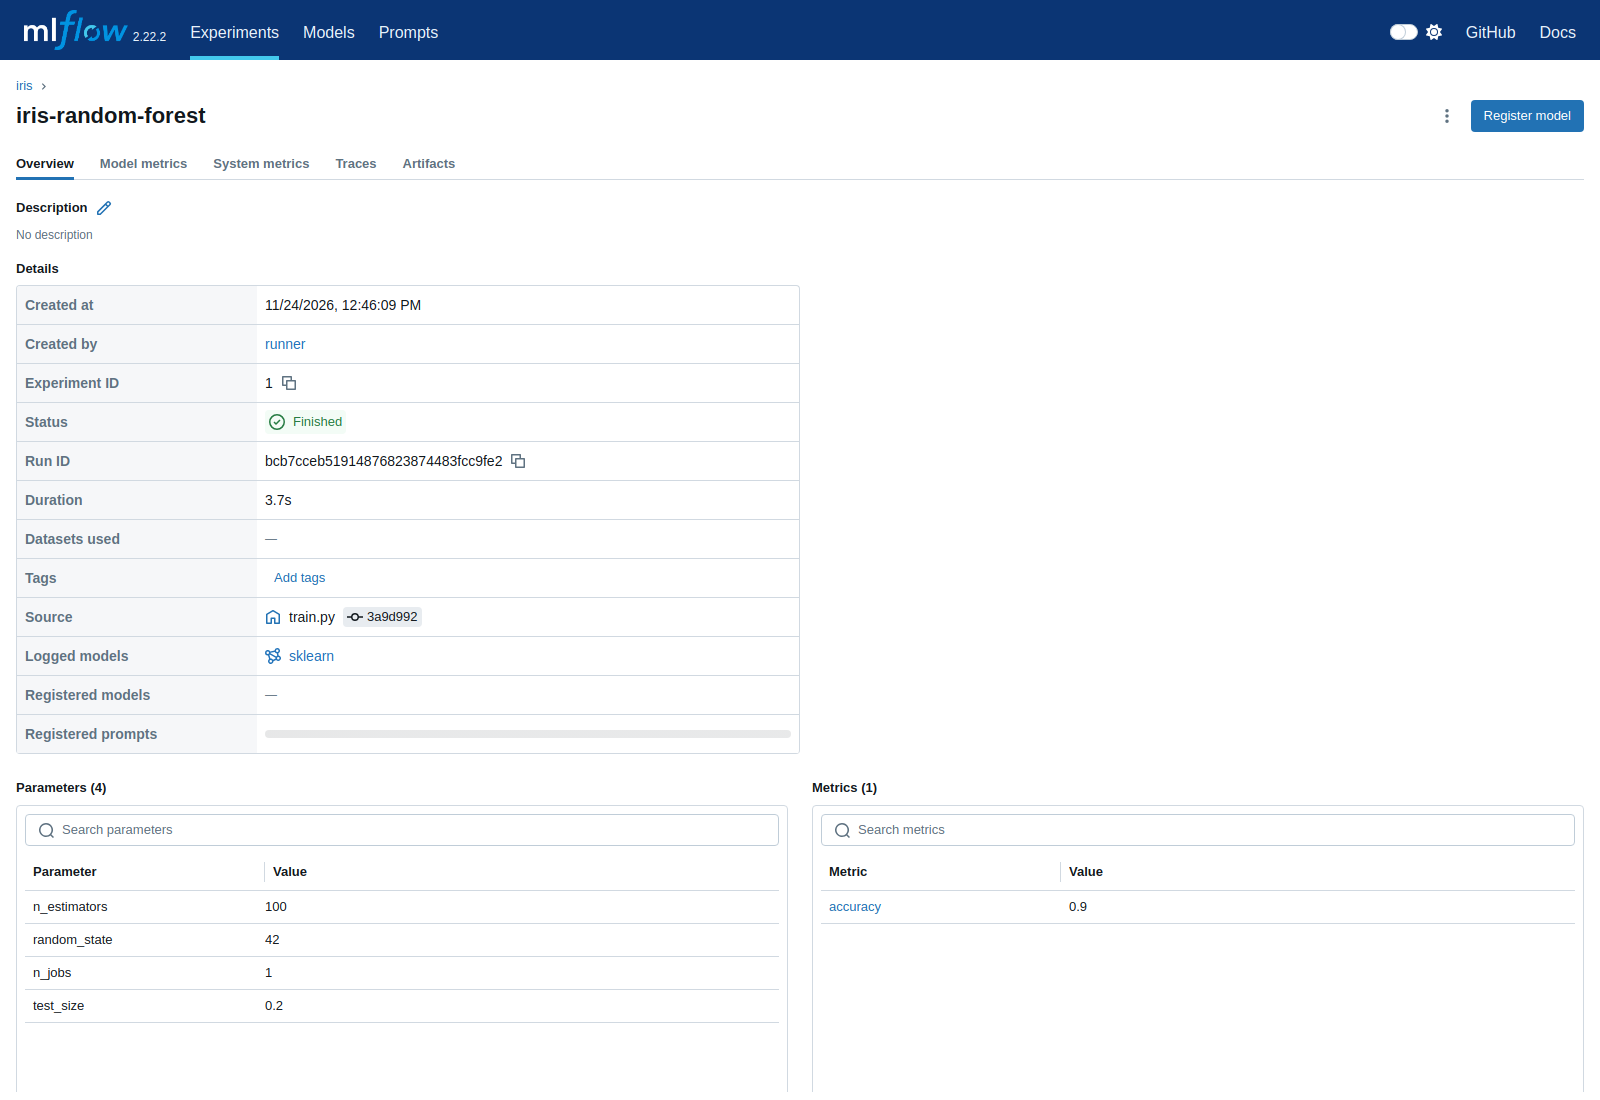 mlflow 2.22.2 Experiments Models Prompts GitHub Docs
iris
iris-random-forest
Register model
Overview Model metrics System metrics Traces Artifacts
Description
No description
Details
Created at 11/24/2026, 12:46:09 PM
Created by runner
Experiment ID 1
Status Finished
Run ID bcb7cceb51914876823874483fcc9fe2
Duration 3.7s
Datasets used —
Tags Add tags
Source train.py 3a9d992
Logged models sklearn
Registered models —
Registered prompts
Parameters (4)
Search parameters
Parameter Value
n_estimators 100
random_state 42
n_jobs 1
test_size 0.2
Metrics (1)
Search metrics
Metric Value
accuracy 0.9